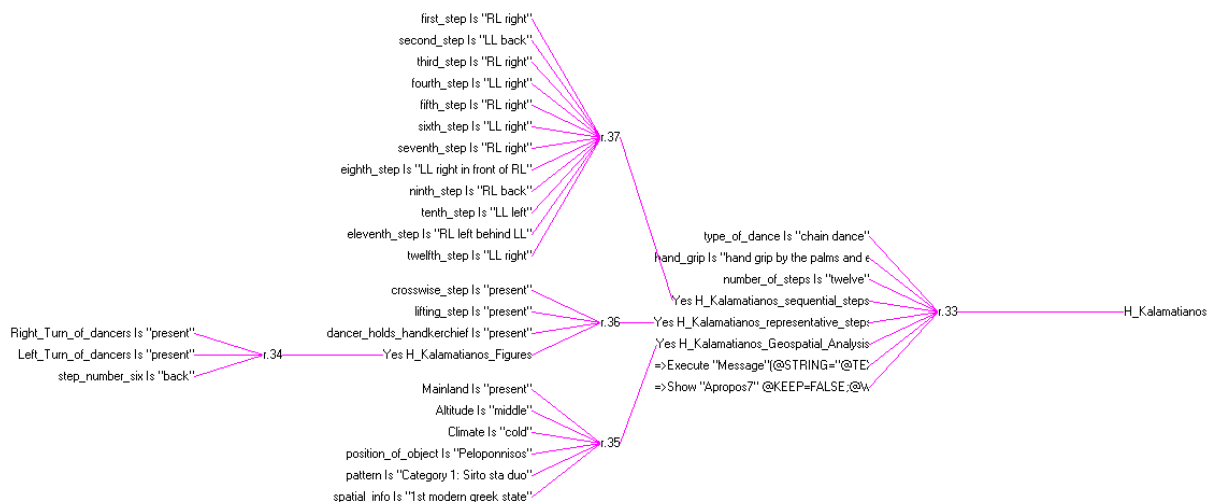 first_step Is "RL right"
second_step Is "LL back"
third_step Is "RL right"
fourth_step Is "LL right"
fifth_step Is "RL right"
sixth_step Is "LL right"
seventh_step Is "RL right"
eighth_step Is "LL right in front of RL"
ninth_step Is "RL back"
tenth_step Is "LL left"
eleventh_step Is "RL left behind LL"
twelfth_step Is "LL right"
r.37
crosswise_step Is "present"
lifting_step Is "present"
dancer_holds_handkerchief Is "present"
Yes H_Kalamatianos_Figures
r.36
Right_Turn_of_dancers Is "present"
Left_Turn_of_dancers Is "present"
step_number_six Is "back"
r.34
Mainland Is "present"
Altitude Is "middle"
Climate Is "cold"
position_of_object Is "Peloponnisos"
pattern Is "Category 1: Sirto sta duo"
spatial_info Is "1st modern greek state"
r.35
type_of_dance Is "chain dance"
hand_grip Is "hand grip by the palms and e
number_of_steps Is "twelve"
Yes H_Kalamatianos_sequential_steps
Yes H_Kalamatianos_representative_steps
Yes H_Kalamatianos_Geospatial_Analysis
=>Execute "Message"(@STRING="@TEX
=>Show "Apropos7" @KEEP=FALSE;@W
r.33
H_Kalamatianos